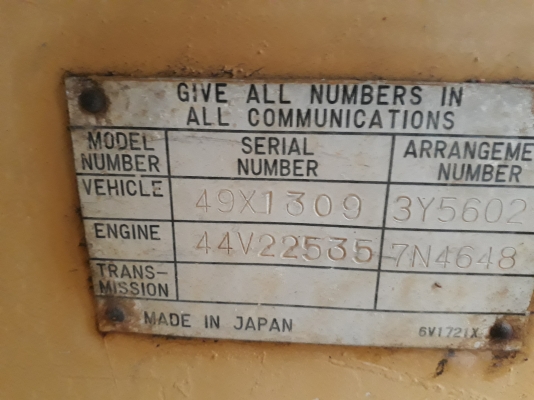 GIVE ALL NUMBERS IN
ALL COMMUNICATIONS
MODEL NUMBER SERIAL NUMBER ARRANGEME NUMBER
VEHICLE 49X1309 3Y5602
ENGINE 44V22535 7N4648
TRANS-
MISSION
MADE IN JAPAN 6V1721X